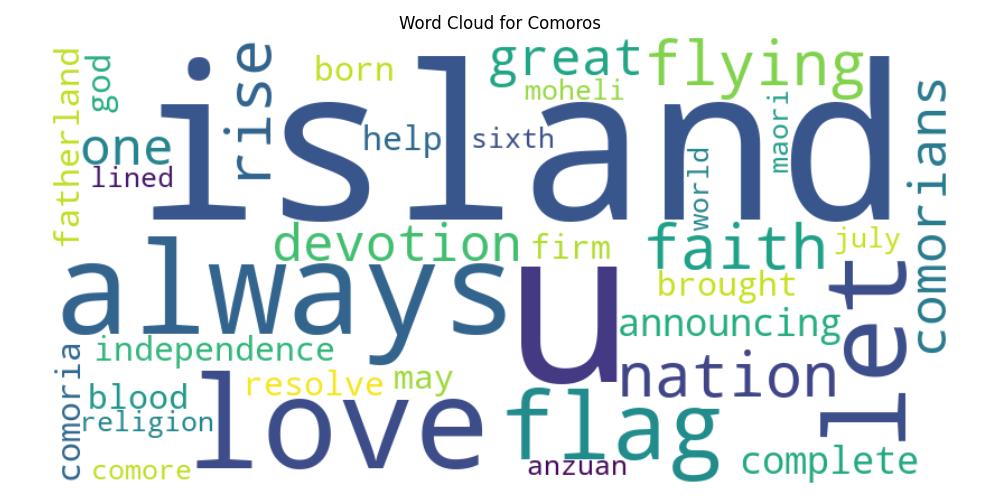 Word Cloud for Comoros
island
always
u
love
let
flag
nation
faith
flying
great
rise
one
devotion
comorians
born
moheli
god
fatherland
lined
help
sixth
maori
world
firm
july
brought
announcing
independence
resolve
may
blood
religion
comoria
comore
anzuan
complete